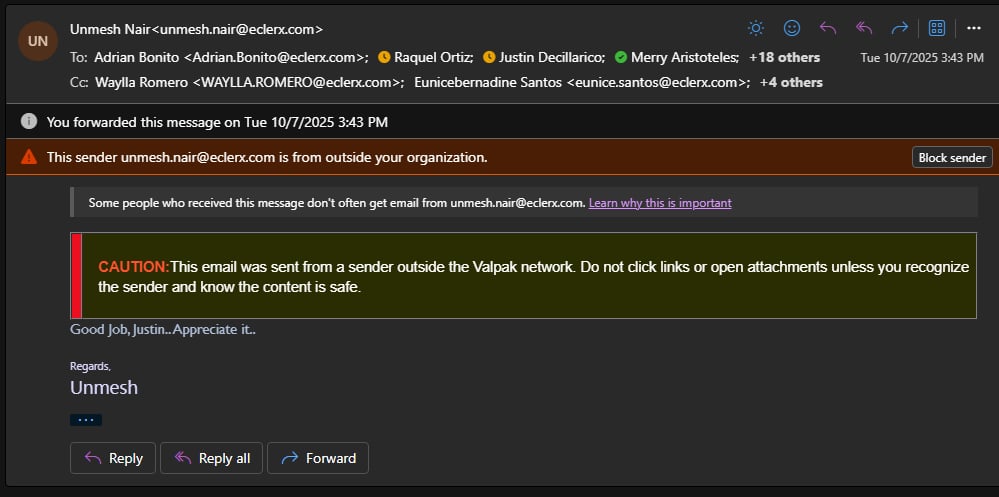 UN
Unmesh Nair<unmesh.nair@eclerx.com>
To: Adrian Bonito <Adrian.Bonito@eclerx.com>; Raquel Ortiz; Justin Decillarico; Merry Aristoteles; +18 others
Tue 10/7/2025 3:43 PM
Cc: Waylla Romero <WAYLLA.ROMERO@eclerx.com>; Eunicebernadine Santos <eunice.santos@eclerx.com>; +4 others
You forwarded this message on Tue 10/7/2025 3:43 PM
This sender unmesh.nair@eclerx.com is from outside your organization.
Block sender
Some people who received this message don't often get email from unmesh.nair@eclerx.com. Learn why this is important
CAUTION:This email was sent from a sender outside the Valpak network. Do not click links or open attachments unless you recognize
the sender and know the content is safe.
Good Job, Justin.. Appreciate it..
Regards,
Unmesh
Reply
Reply all
Forward